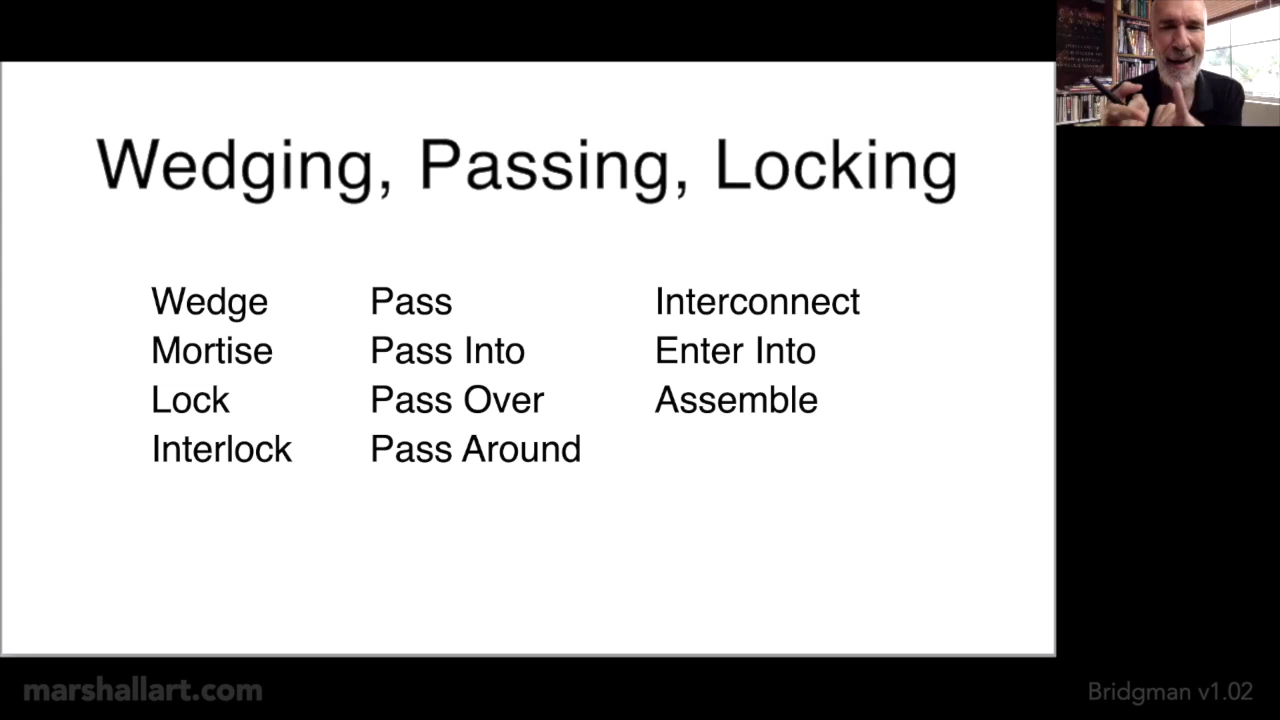 Wedging, Passing, Locking
Wedge
Mortise
Lock
Interlock
Pass
Pass Into
Pass Over
Pass Around
Interconnect
Enter Into
Assemble
marshallart.com
Bridgman v1.02